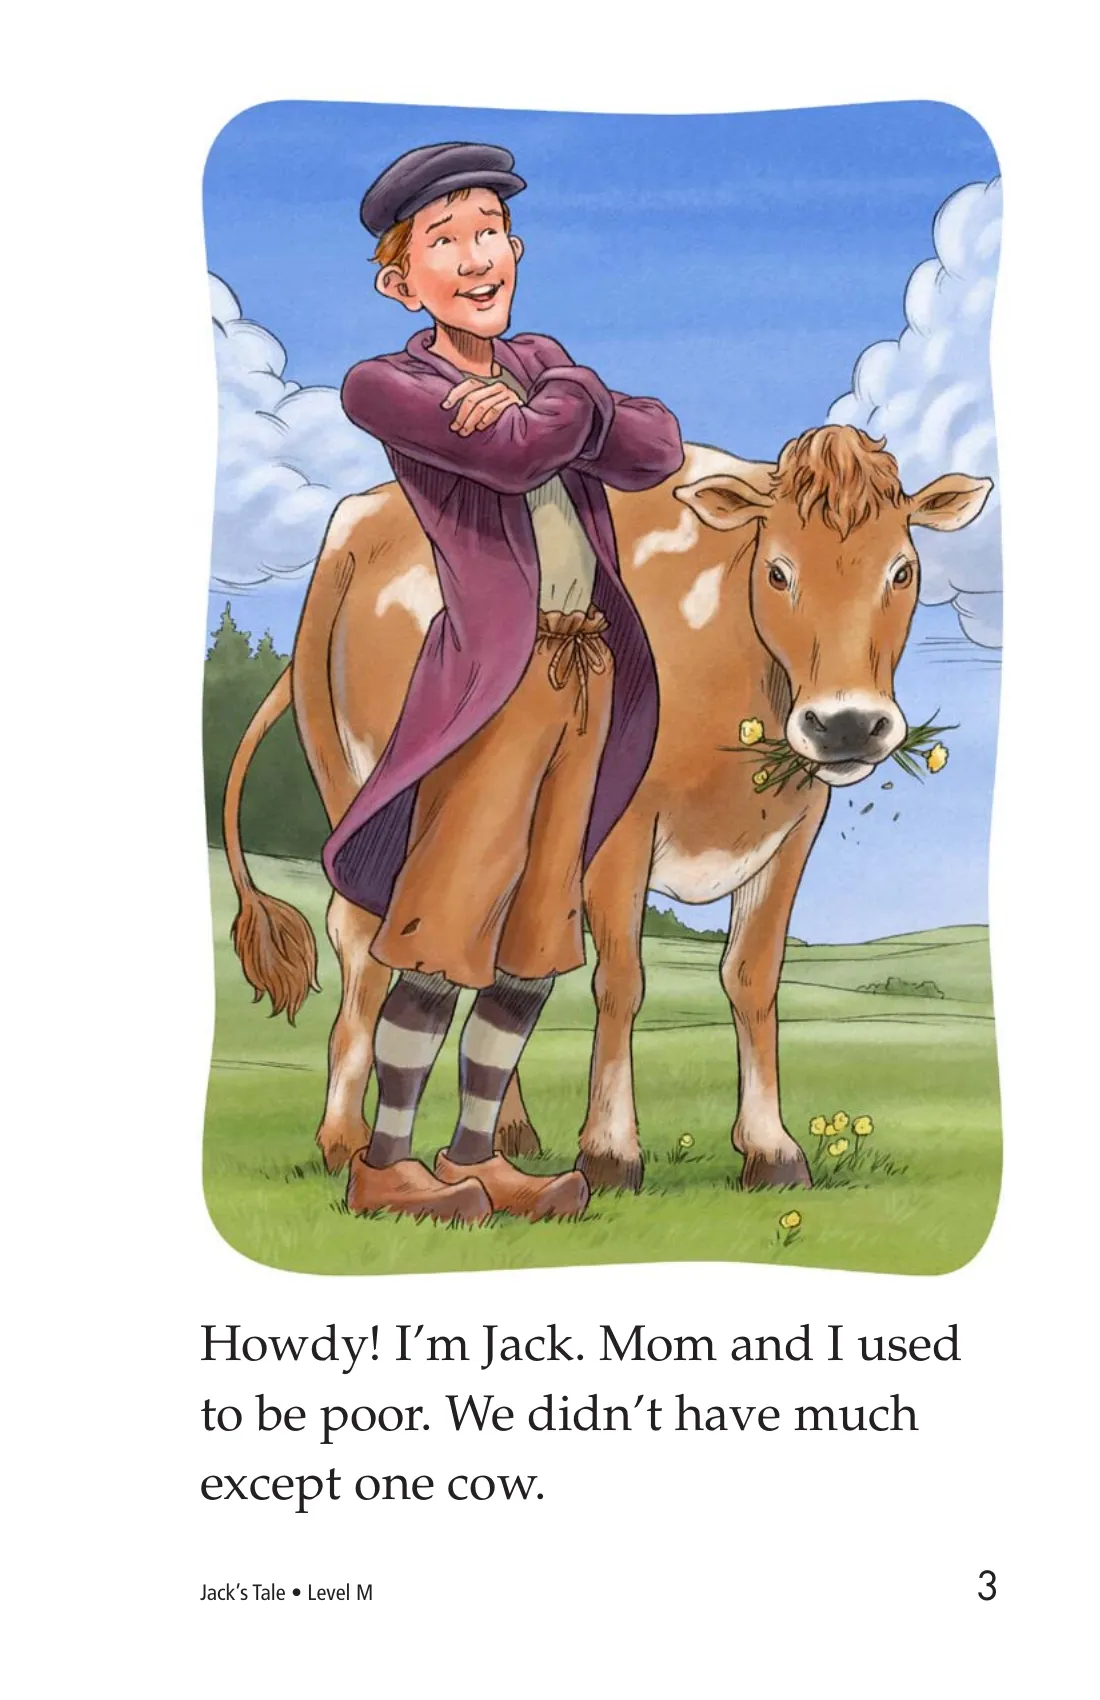 Howdy! I’m Jack. Mom and I used
to be poor. We didn’t have much
except one cow.
Jack’s Tale • Level M
3